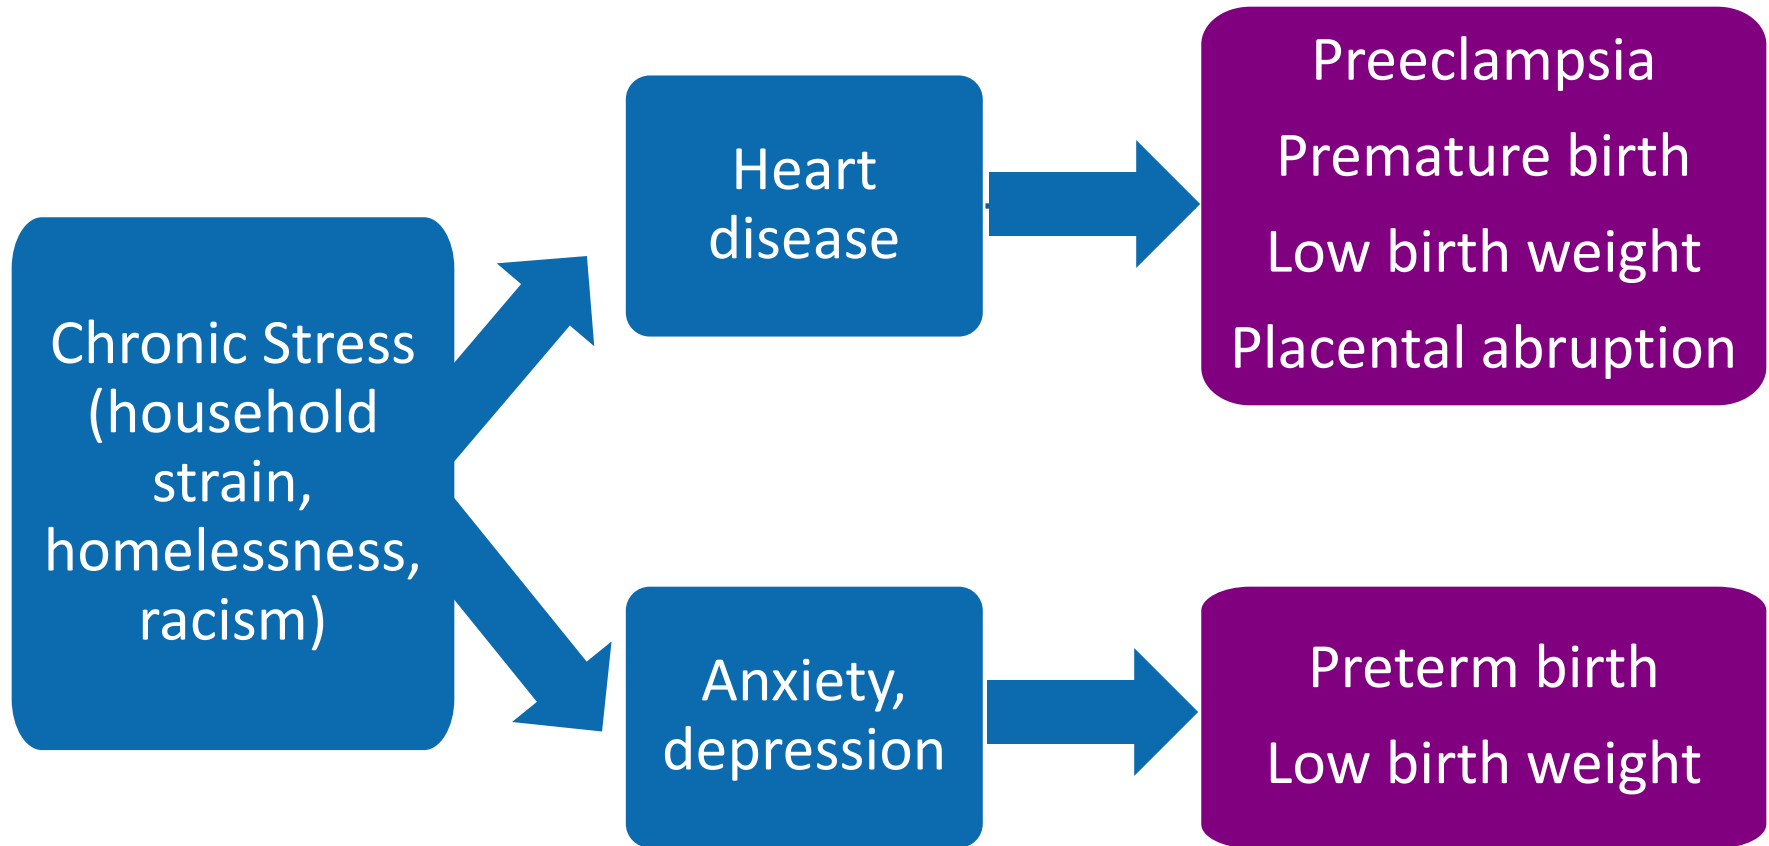 Chronic Stress
(household
strain,
homelessness,
racism)
Heart
disease
Preeclampsia
Premature birth
Low birth weight
Placental abruption
Anxiety,
depression
Preterm birth
Low birth weight